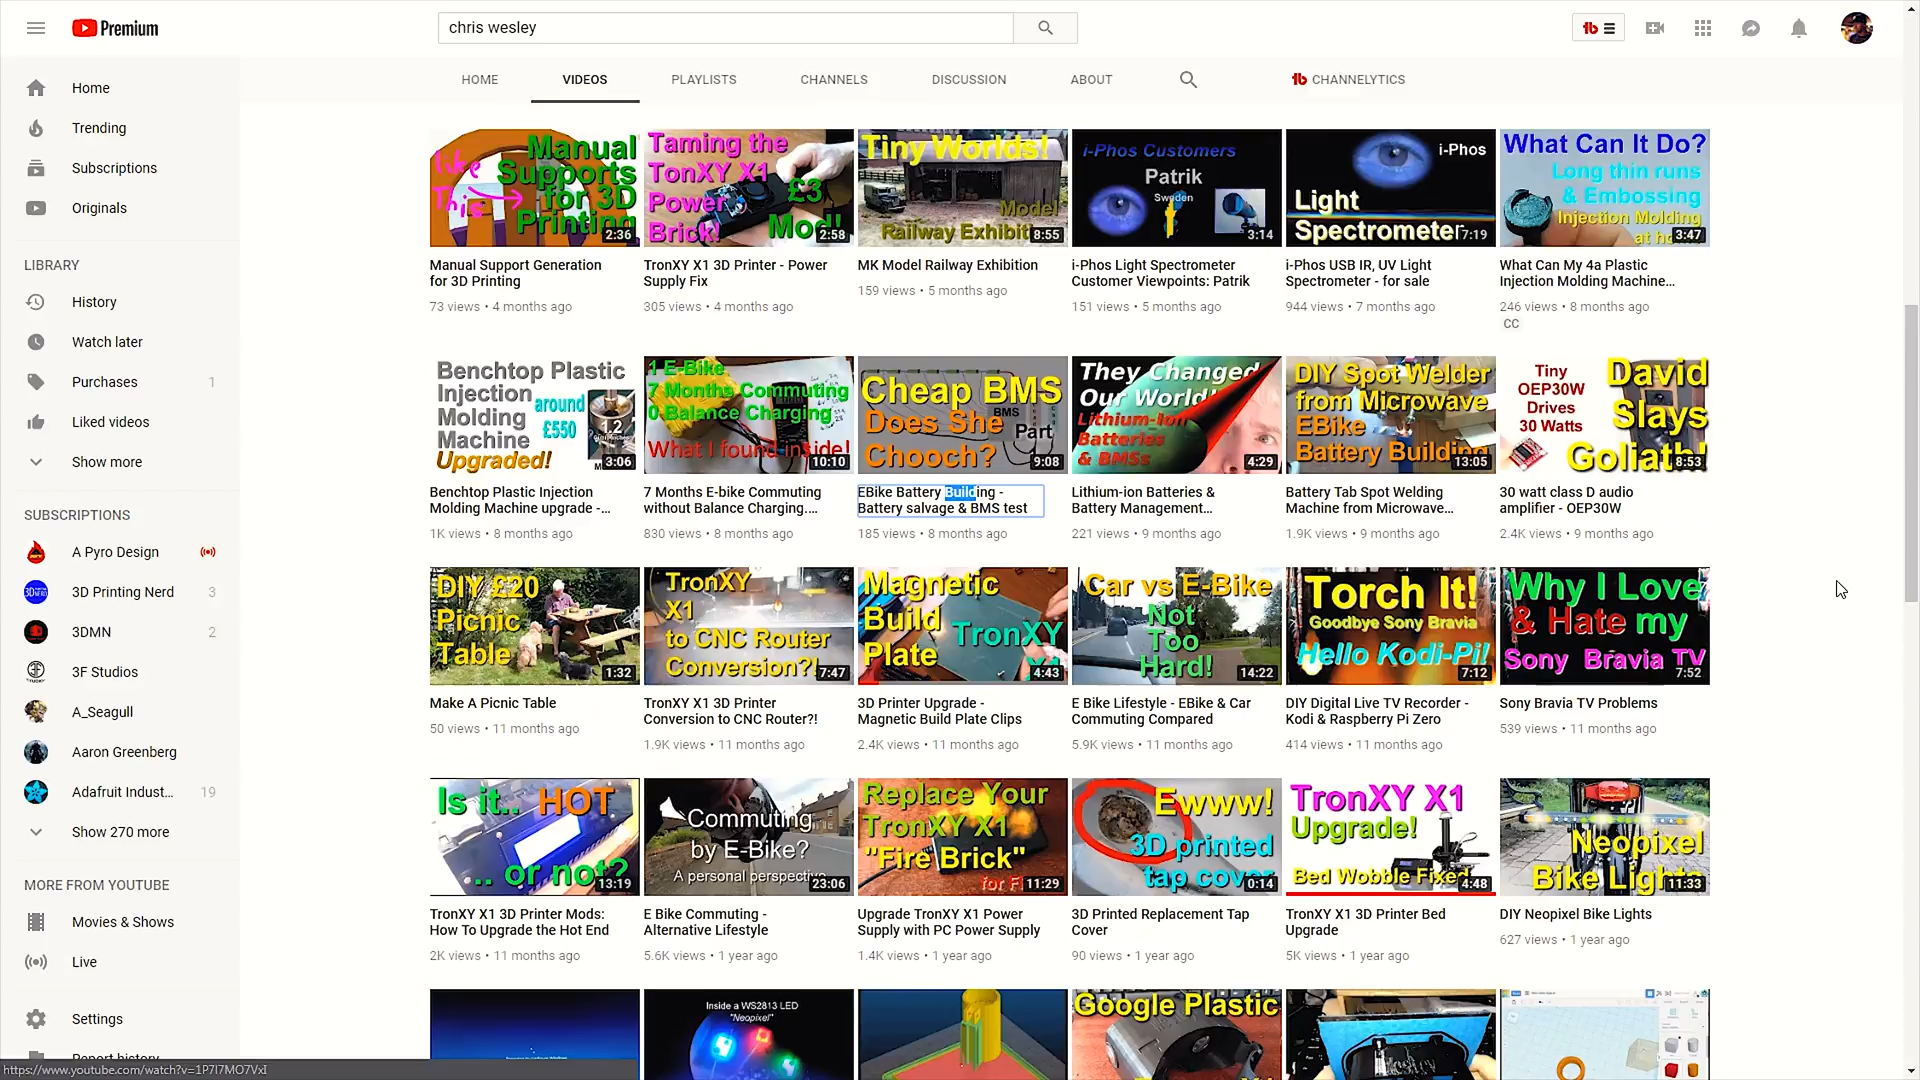 Premium
chris wesley
HOME
VIDEOS
PLAYLISTS
CHANNELS
DISCUSSION
ABOUT
CHANNELYTICS
Home
Trending
Subscriptions
Originals
LIBRARY
History
Watch later
Purchases 1
Liked videos
Show more
SUBSCRIPTIONS
A Pyro Design
3D Printing Nerd 3
3DMN 2
3F Studios
A_Seagull
Aaron Greenberg
Adafruit Indust... 19
Show 270 more
MORE FROM YOUTUBE
Movies & Shows
Live
Settings
Report history
https://www.youtube.com/watch?v=1P7I7MO7VxI
like
This
Manual
Supports
for 3D
Printing
2:36
Manual Support Generation
for 3D Printing
73 views • 4 months ago
Taming the
TonXY X1
Power
Brick!
£3
Mod!
2:58
TronXY X1 3D Printer - Power
Supply Fix
305 views • 4 months ago
Tiny Worlds!
Model
Railway Exhibiti
8:55
MK Model Railway Exhibition
159 views • 5 months ago
i-Phos Customers
Patrik
Sweden
3:14
i-Phos Light Spectrometer
Customer Viewpoints: Patrik
151 views • 5 months ago
i-Phos
Light
Spectrometer
7:19
i-Phos USB IR, UV Light
Spectrometer - for sale
944 views • 7 months ago
What Can It Do?
Long thin runs
& Embossing
Injection Molding
at ho
3:47
What Can My 4a Plastic
Injection Molding Machine...
246 views • 8 months ago
CC
Benchtop Plastic
Injection
Molding
Machine
Upgraded!
around
£550
1.2
3:06
Benchtop Plastic Injection
Molding Machine upgrade -...
1K views • 8 months ago
1 E-Bike
7 Months Commuting
0 Balance Charging
What I found inside!
10:10
7 Months E-bike Commuting
without Balance Charging....
830 views • 8 months ago
Cheap BMS
Does She
Chooch?
BMS
Part
9:08
EBike Battery Building -
Battery salvage & BMS test
185 views • 8 months ago
They Changed
Our World!
Lithium-Ion
Batteries
& BMSs
4:29
Lithium-ion Batteries &
Battery Management...
221 views • 9 months ago
DIY Spot Welder
from Microwave
EBike
Battery Building
13:05
Battery Tab Spot Welding
Machine from Microwave...
1.9K views • 9 months ago
Tiny
OEP30W
Drives
30 Watts
David
Slays
Goliath!
8:53
30 watt class D audio
amplifier - OEP30W
2.4K views • 9 months ago
DIY £20
Picnic
Table
1:32
Make A Picnic Table
50 views • 11 months ago
TronXY
X1
to CNC Router
Conversion?!
7:47
TronXY X1 3D Printer
Conversion to CNC Router?!
1.9K views • 11 months ago
Magnetic
Build
Plate
TronXY
4:43
3D Printer Upgrade -
Magnetic Build Plate Clips
2.4K views • 11 months ago
Car vs E-Bike
Not
Too
Hard!
14:22
E Bike Lifestyle - EBike & Car
Commuting Compared
5.9K views • 11 months ago
Torch It!
Goodbye Sony Bravia
Hello Kodi-Pi!
7:12
DIY Digital Live TV Recorder -
Kodi & Raspberry Pi Zero
414 views • 11 months ago
Why I Love
& Hate my
Sony Bravia TV
7:52
Sony Bravia TV Problems
539 views • 11 months ago
Is it.. HOT
.. or not?
13:19
TronXY X1 3D Printer Mods:
How To Upgrade the Hot End
2K views • 11 months ago
Commuting
by E-Bike?
A personal perspective
23:06
E Bike Commuting -
Alternative Lifestyle
5.6K views • 1 year ago
Replace Your
TronXY X1
"Fire Brick"
11:29
Upgrade TronXY X1 Power
Supply with PC Power Supply
1.4K views • 1 year ago
Ewww!
3D printed
tap cover
0:14
3D Printed Replacement Tap
Cover
90 views • 1 year ago
TronXY X1
Upgrade!
Bed Wobble Fixed
4:48
TronXY X1 3D Printer Bed
Upgrade
5K views • 1 year ago
Neopixel
Bike Lights
11:33
DIY Neopixel Bike Lights
627 views • 1 year ago
Inside a WS2813 LED
"Neopixel"
Google Plastic